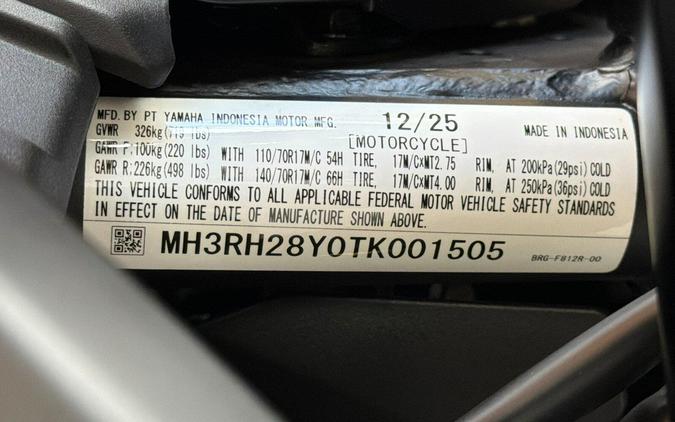 MFD. BY PT YAMAHA INDONESIA MOTOR MFG. 12/25 MADE IN INDONESIA
GVWR 326kg (719 lbs) [MOTORCYCLE]
GAWR F:100kg (220 lbs) WITH 110/70R17M/C 54H TIRE, 17M/CxMT2.75 RIM, AT 200kPa(29psi) COLD
GAWR R:226kg (498 lbs) WITH 140/70R17M/C 66H TIRE, 17M/CxMT4.00 RIM, AT 250kPa(36psi) COLD
THIS VEHICLE CONFORMS TO ALL APPLICABLE FEDERAL MOTOR VEHICLE SAFETY STANDARDS
IN EFFECT ON THE DATE OF MANUFACTURE SHOWN ABOVE.
MH3RH28Y0TK001505 BRG-F812R-00